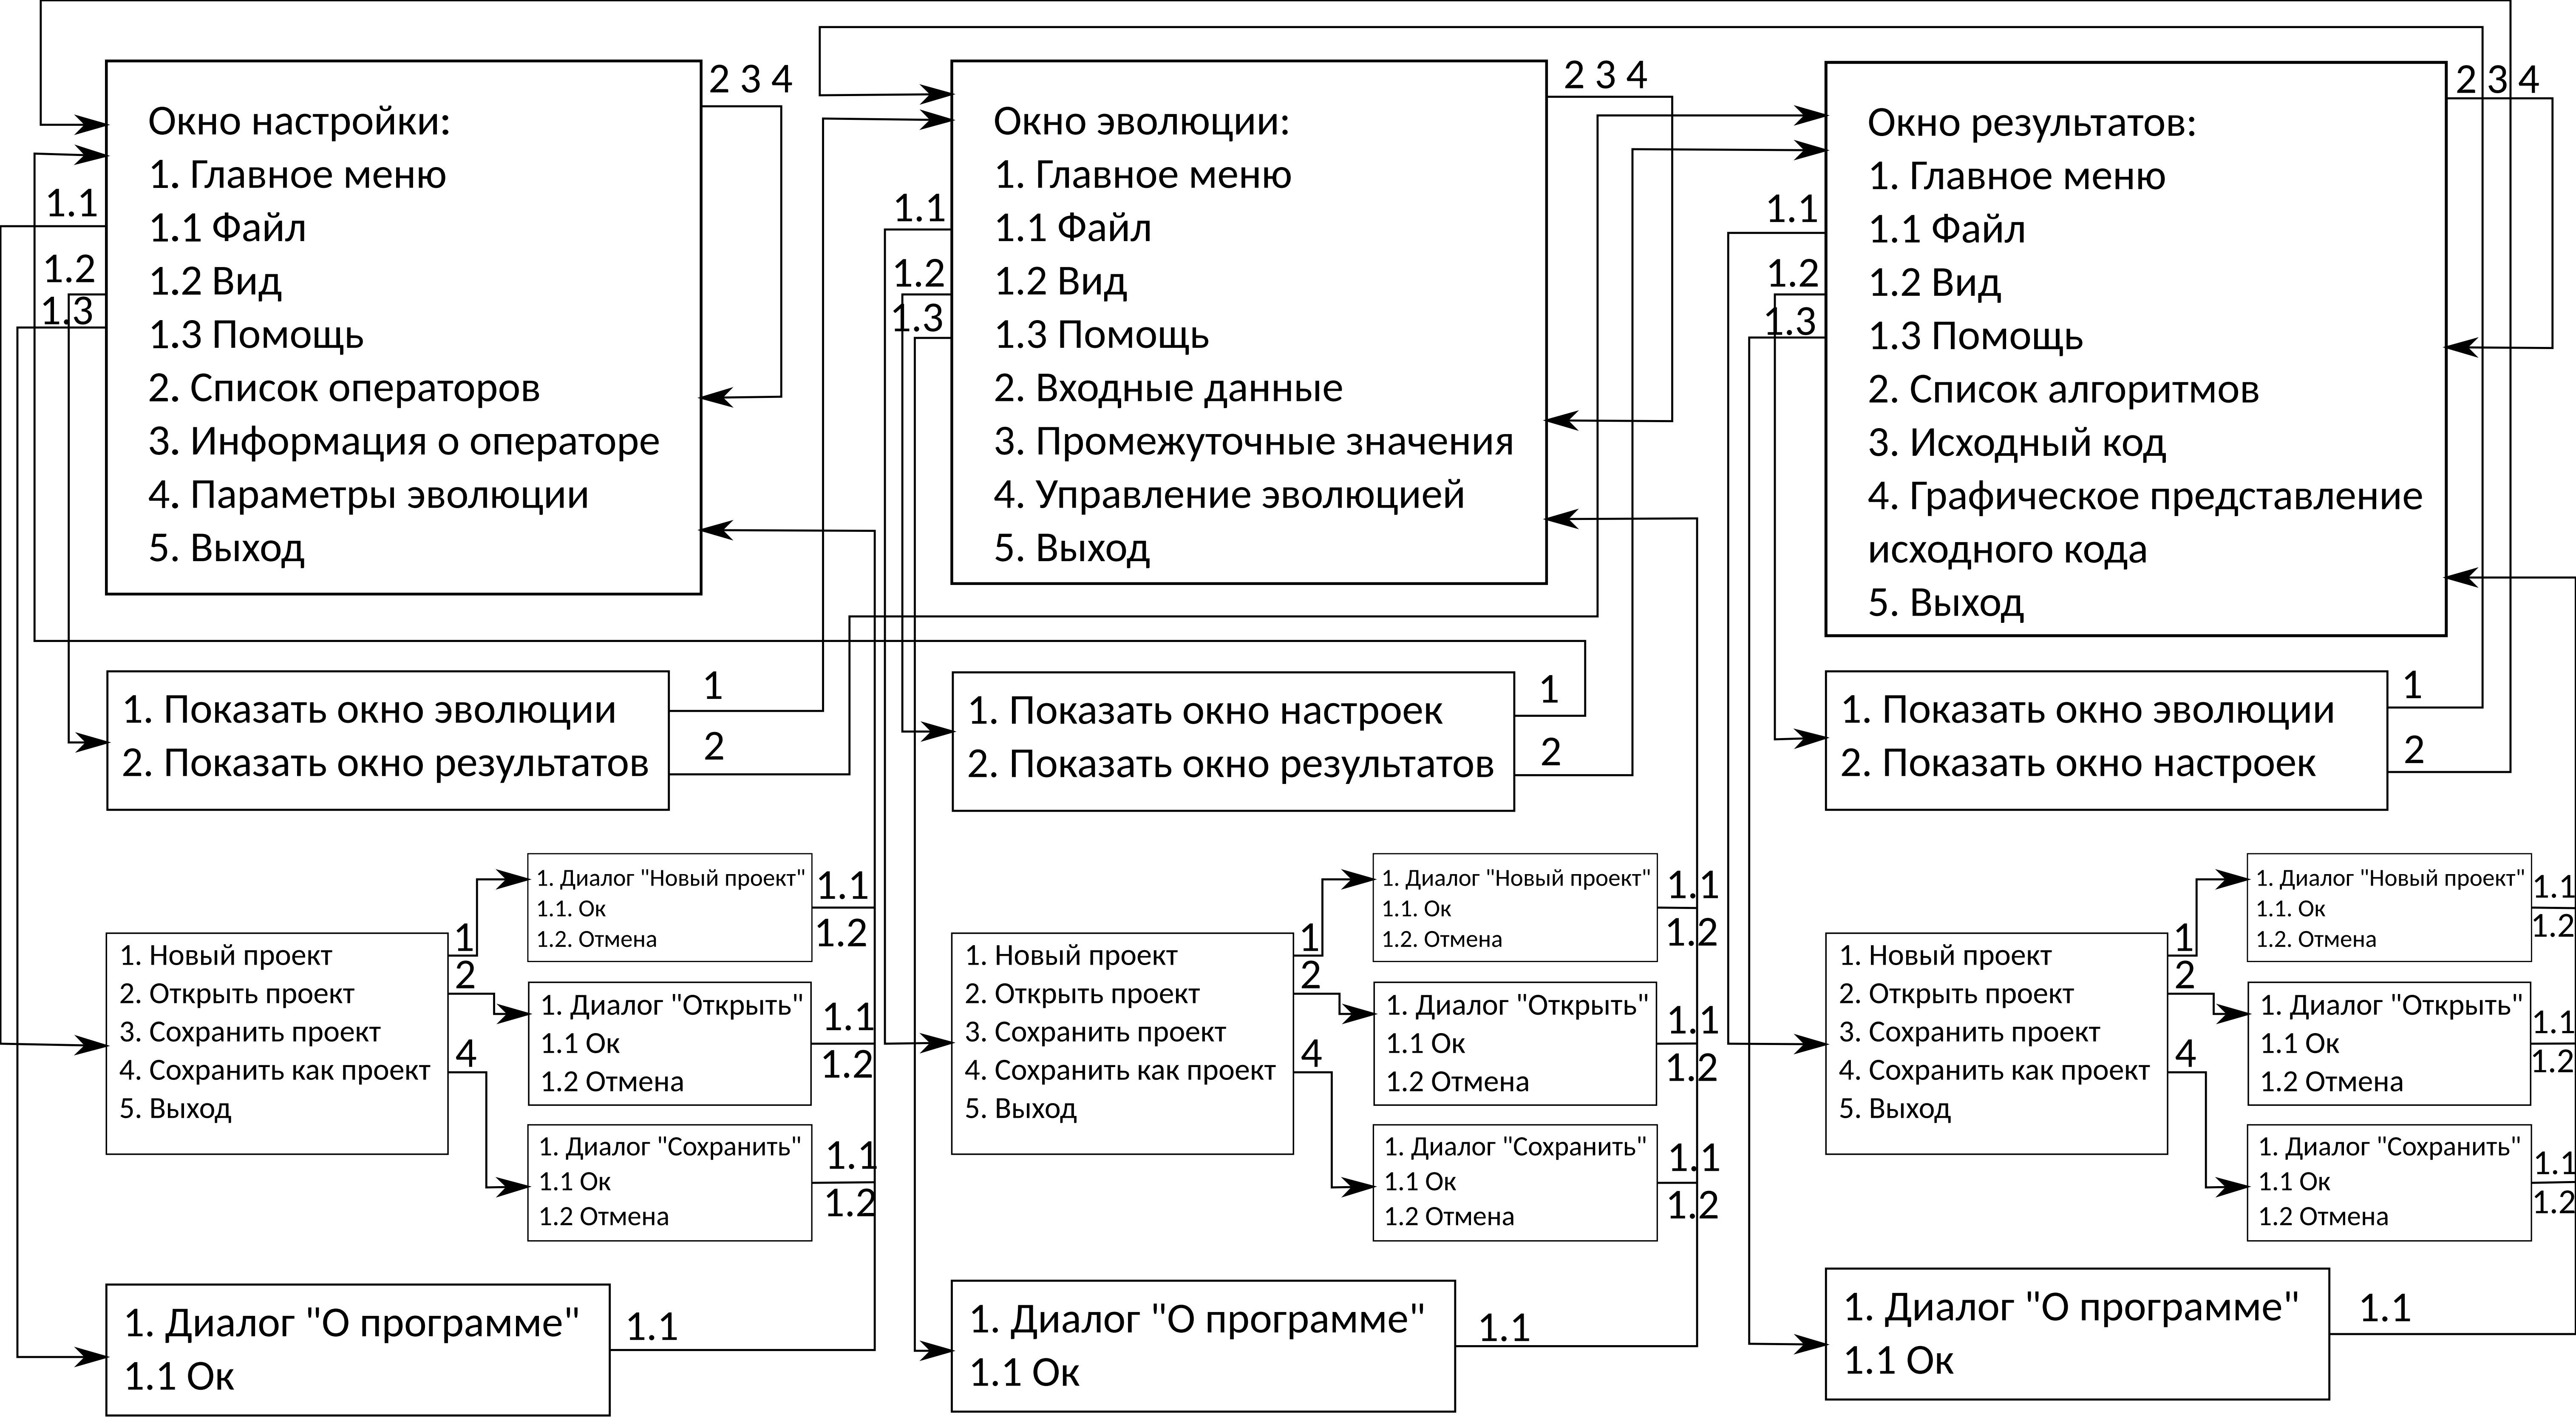 2 3 4
Окно настройки:
1. Главное меню
1.1 Файл
1.2 Вид
1.3 Помощь
2. Список операторов
3. Информация о операторе
4. Параметры эволюции
5. Выход
1.1
1.2
1.3
2 3 4
Окно эволюции:
1. Главное меню
1.1 Файл
1.2 Вид
1.3 Помощь
2. Входные данные
3. Промежуточные значения
4. Управление эволюцией
5. Выход
1.1
1.2
1.3
2 3 4
Окно результатов:
1. Главное меню
1.1 Файл
1.2 Вид
1.3 Помощь
2. Список алгоритмов
3. Исходный код
4. Графическое представление
исходного кода
5. Выход
1.1
1.2
1.3
1. Показать окно эволюции
2. Показать окно результатов
1
2
1. Показать окно настроек
2. Показать окно результатов
1
2
1. Показать окно эволюции
2. Показать окно настроек
1
2
1. Новый проект
2. Открыть проект
3. Сохранить проект
4. Сохранить как проект
5. Выход
1
2
4
1. Диалог "Новый проект"
1.1. Ок
1.2. Отмена
1.1
1.2
1. Диалог "Открыть"
1.1 Ок
1.2 Отмена
1.1
1.2
1. Диалог "Сохранить"
1.1 Ок
1.2 Отмена
1.1
1.2
1. Новый проект
2. Открыть проект
3. Сохранить проект
4. Сохранить как проект
5. Выход
1
2
4
1. Диалог "Новый проект"
1.1. Ок
1.2. Отмена
1.1
1.2
1. Диалог "Открыть"
1.1 Ок
1.2 Отмена
1.1
1.2
1. Диалог "Сохранить"
1.1 Ок
1.2 Отмена
1.1
1.2
1. Новый проект
2. Открыть проект
3. Сохранить проект
4. Сохранить как проект
5. Выход
1
2
4
1. Диалог "Новый проект"
1.1. Ок
1.2. Отмена
1.1
1.2
1. Диалог "Открыть"
1.1 Ок
1.2 Отмена
1.1
1.2
1. Диалог "Сохранить"
1.1 Ок
1.2 Отмена
1.1
1.2
1. Диалог "О программе"
1.1 Ок
1.1
1. Диалог "О программе"
1.1 Ок
1.1
1. Диалог "О программе"
1.1 Ок
1.1